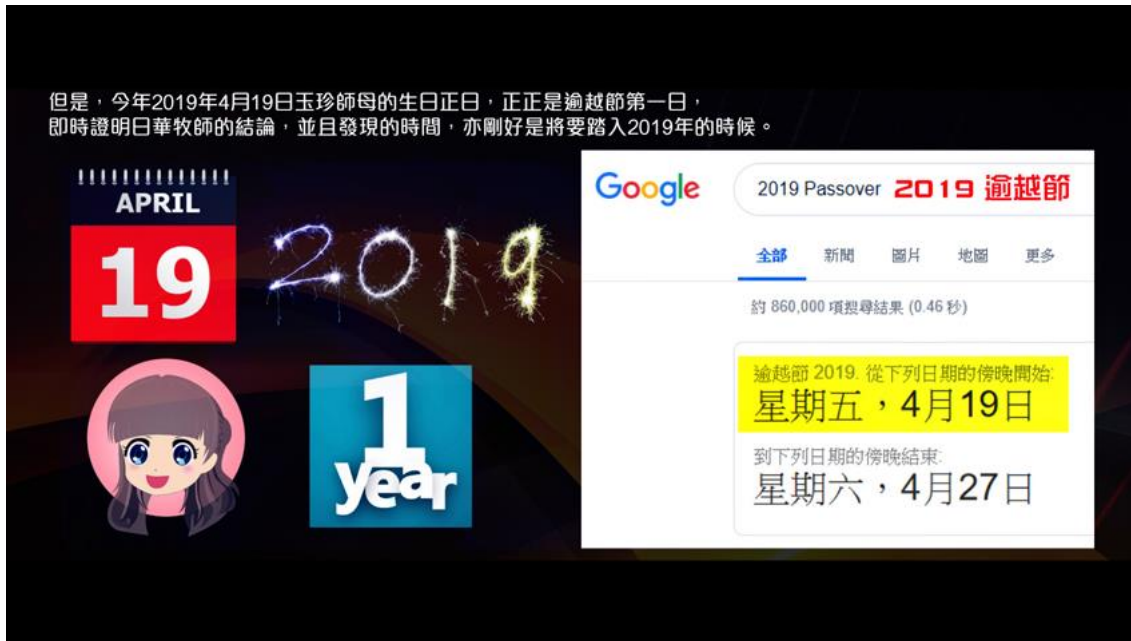 但是，今年2019年4月19日玉珍師母的生日正日，正正是逾越節第一日，
即時證明日華牧師的結論，並且發現的時間，亦剛好是將要踏入2019年的時候。
APRIL
19
2019
1
year
Google
2019 Passover 2019 逾越節
全部 新聞 圖片 地圖 更多
約 860,000 項搜尋結果 (0.46 秒)
逾越節 2019. 從下列日期的傍晚開始:
星期五，4月19日
到下列日期的傍晚結束:
星期六，4月27日